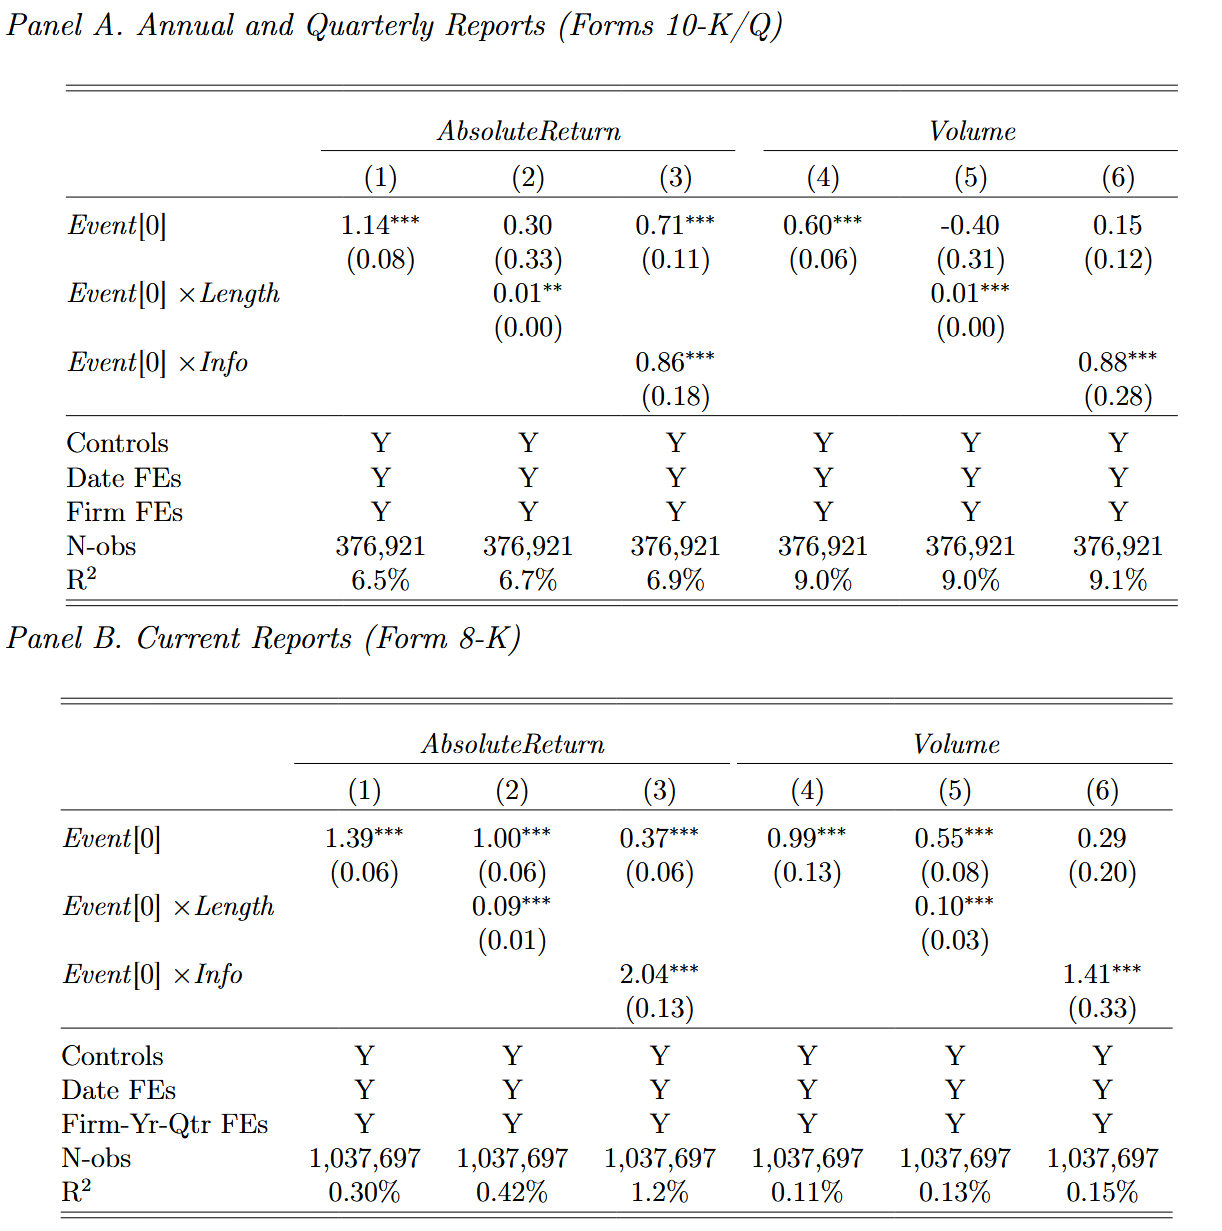 Panel A. Annual and Quarterly Reports (Forms 10-K/Q)
AbsoluteReturn Volume
(1) (2) (3) (4) (5) (6)
Event[0] 1.14*** 0.30 0.71*** 0.60*** -0.40 0.15
(0.08) (0.33) (0.11) (0.06) (0.31) (0.12)
Event[0] ×Length 0.01** 0.01***
(0.00) (0.00)
Event[0] ×Info 0.86*** 0.88***
(0.18) (0.28)
Controls Y Y Y Y Y Y
Date FEs Y Y Y Y Y Y
Firm FEs Y Y Y Y Y Y
N-obs 376,921 376,921 376,921 376,921 376,921 376,921
R² 6.5% 6.7% 6.9% 9.0% 9.0% 9.1%
Panel B. Current Reports (Form 8-K)
AbsoluteReturn Volume
(1) (2) (3) (4) (5) (6)
Event[0] 1.39*** 1.00*** 0.37*** 0.99*** 0.55*** 0.29
(0.06) (0.06) (0.06) (0.13) (0.08) (0.20)
Event[0] ×Length 0.09*** 0.10***
(0.01) (0.03)
Event[0] ×Info 2.04*** 1.41***
(0.13) (0.33)
Controls Y Y Y Y Y Y
Date FEs Y Y Y Y Y Y
Firm-Yr-Qtr FEs Y Y Y Y Y Y
N-obs 1,037,697 1,037,697 1,037,697 1,037,697 1,037,697 1,037,697
R² 0.30% 0.42% 1.2% 0.11% 0.13% 0.15%